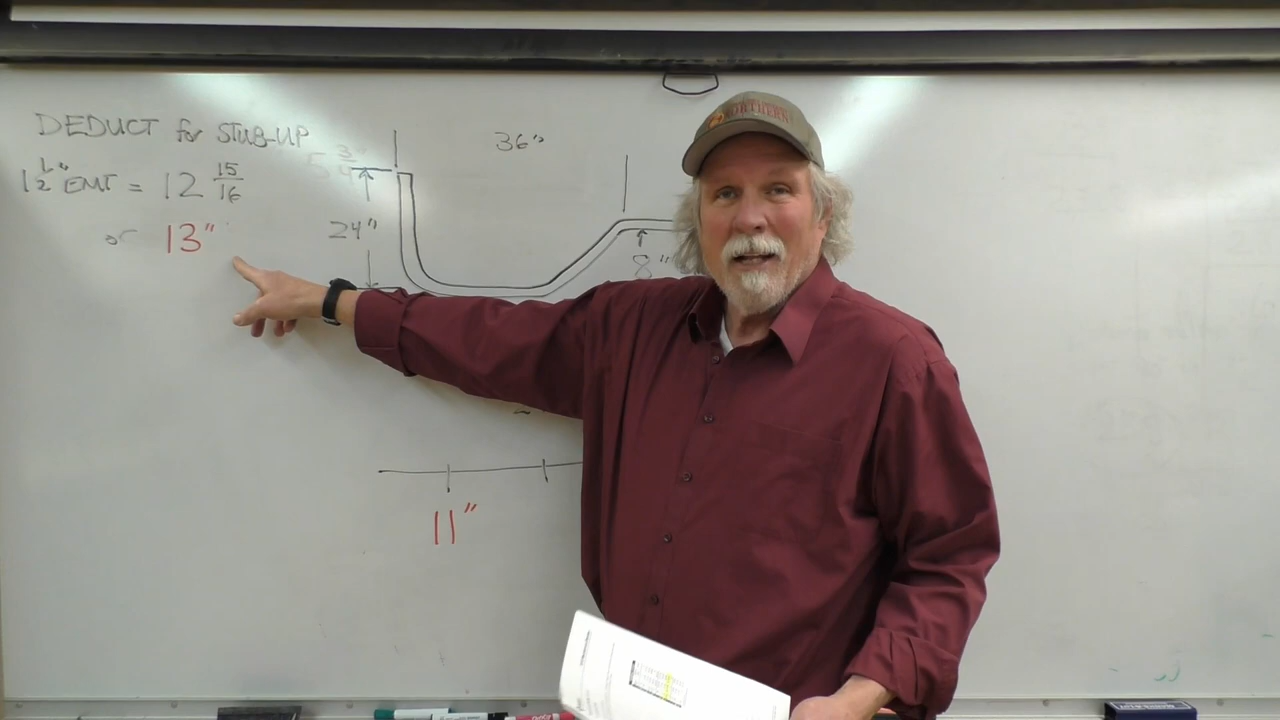 DEDUCT for STUB-UP
1 1/2" EMT = 12 15/16
or 13"
5 3/4"
36"
24"
8"
11"
NORTHERN